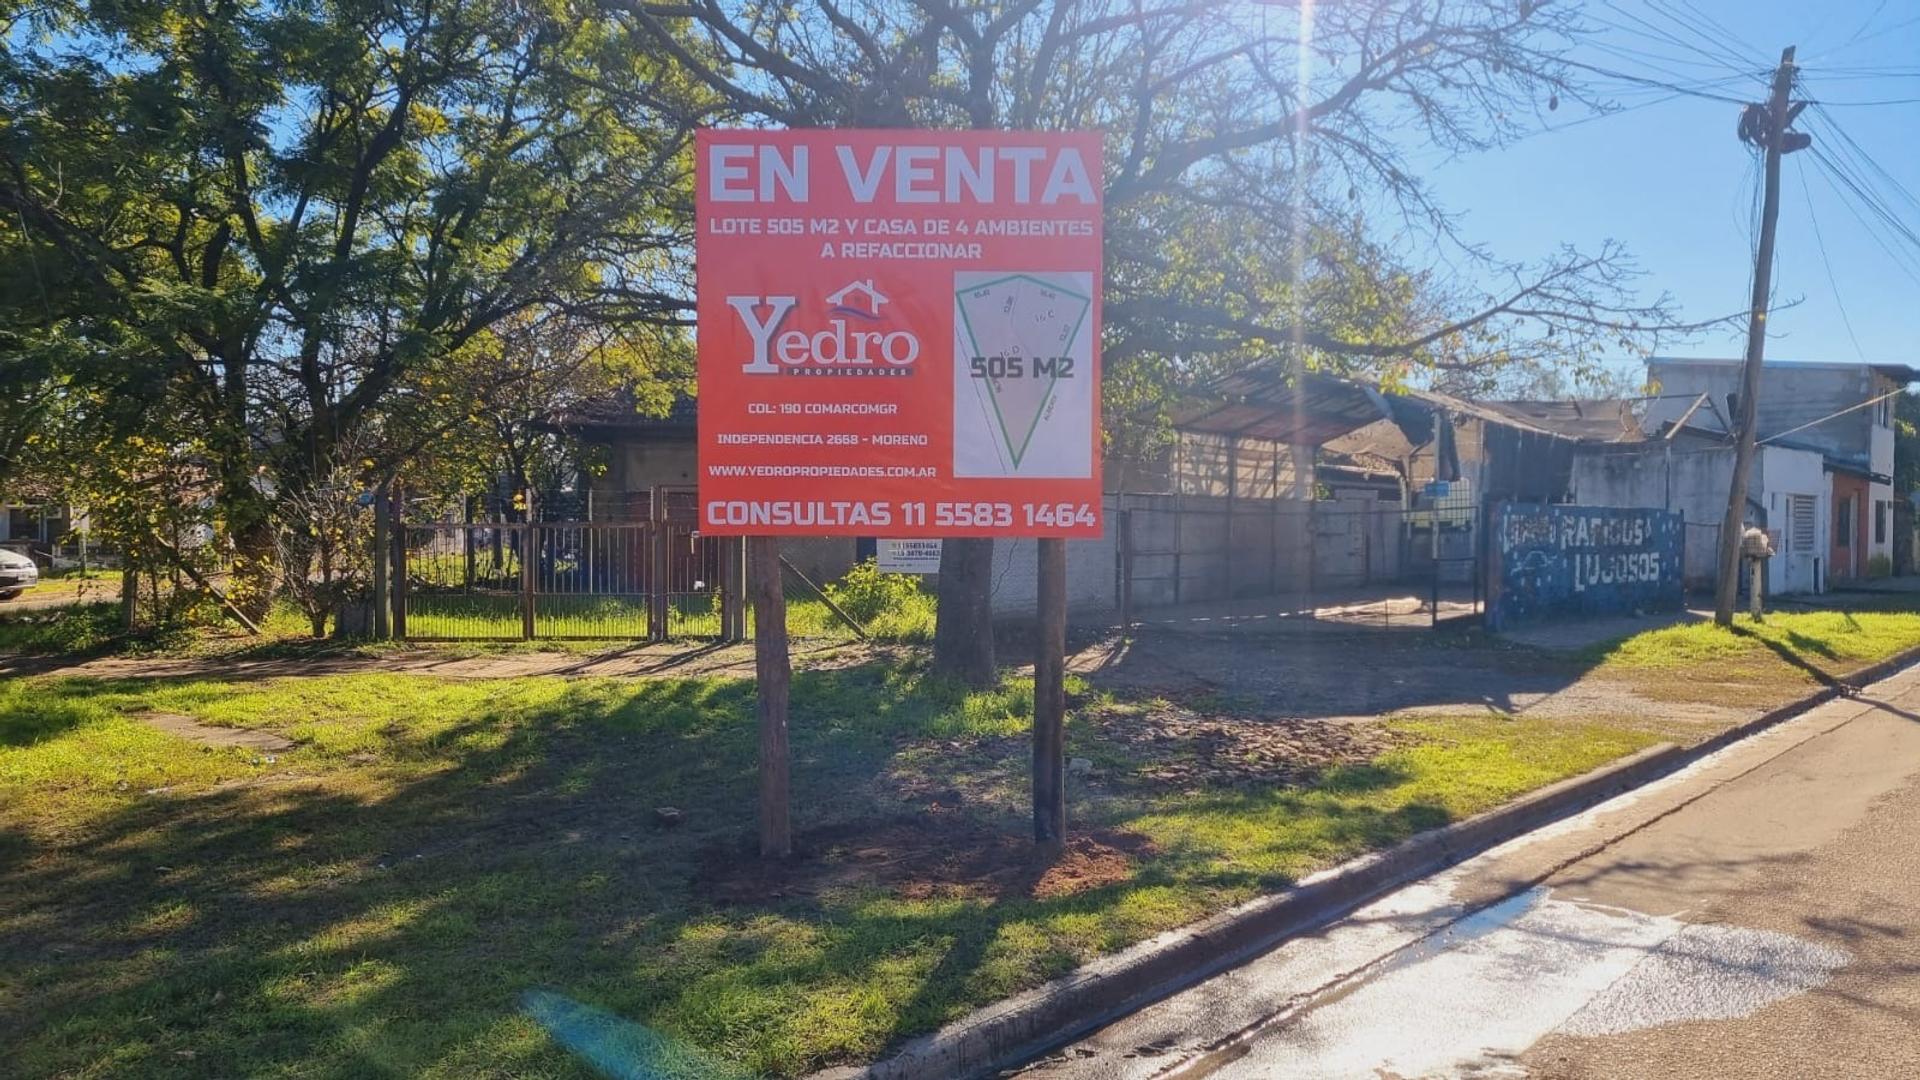 EN VENTA
LOTE 505 M2 Y CASA DE 4 AMBIENTES
A REFACCIONAR
Yedro
PROPIEDADES
COL: 190 COMARCOMGR
INDEPENDENCIA 2668 - MORENO
WWW.YEDROPROPIEDADES.COM.AR
505 M2
CONSULTAS 11 5583 1464
LUJOSOS